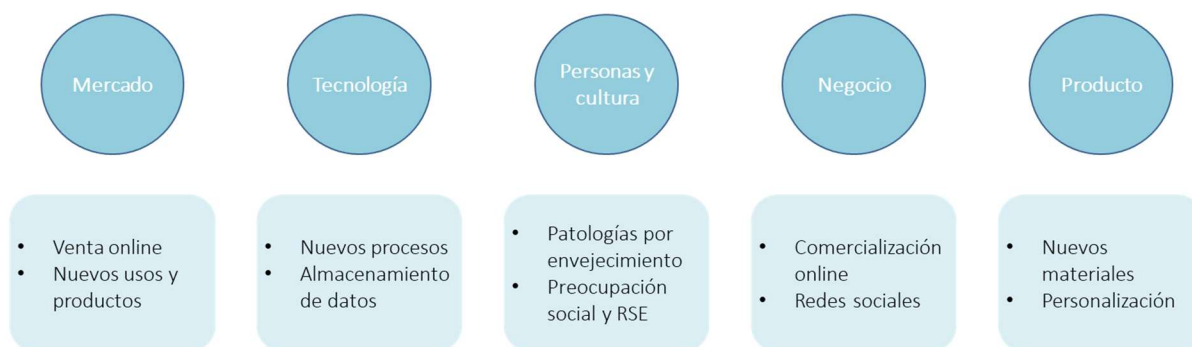 Mercado
Tecnología
Personas y
cultura
Negocio
Producto
• Venta online
• Nuevos usos y
productos
• Nuevos procesos
• Almacenamiento
de datos
• Patologías por
envejecimiento
• Preocupación
social y RSE
• Comercialización
online
• Redes sociales
• Nuevos
materiales
• Personalización